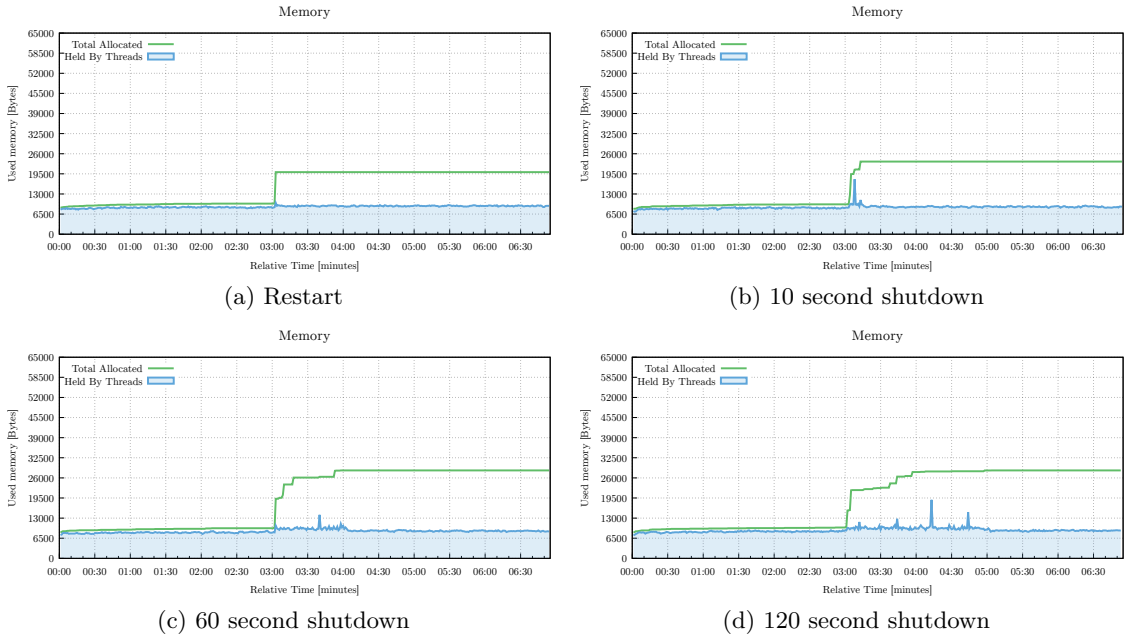 Memory
65000
58500
52000
45500
39000
32500
26000
19500
13000
6500
0
Used memory [Bytes]
Total Allocated
Held By Threads
00:00 00:30 01:00 01:30 02:00 02:30 03:00 03:30 04:00 04:30 05:00 05:30 06:00 06:30
Relative Time [minutes]
(a) Restart
Memory
65000
58500
52000
45500
39000
32500
26000
19500
13000
6500
0
Used memory [Bytes]
Total Allocated
Held By Threads
00:00 00:30 01:00 01:30 02:00 02:30 03:00 03:30 04:00 04:30 05:00 05:30 06:00 06:30
Relative Time [minutes]
(b) 10 second shutdown
Memory
65000
58500
52000
45500
39000
32500
26000
19500
13000
6500
0
Used memory [Bytes]
Total Allocated
Held By Threads
00:00 00:30 01:00 01:30 02:00 02:30 03:00 03:30 04:00 04:30 05:00 05:30 06:00 06:30
Relative Time [minutes]
(c) 60 second shutdown
Memory
65000
58500
52000
45500
39000
32500
26000
19500
13000
6500
0
Used memory [Bytes]
Total Allocated
Held By Threads
00:00 00:30 01:00 01:30 02:00 02:30 03:00 03:30 04:00 04:30 05:00 05:30 06:00 06:30
Relative Time [minutes]
(d) 120 second shutdown